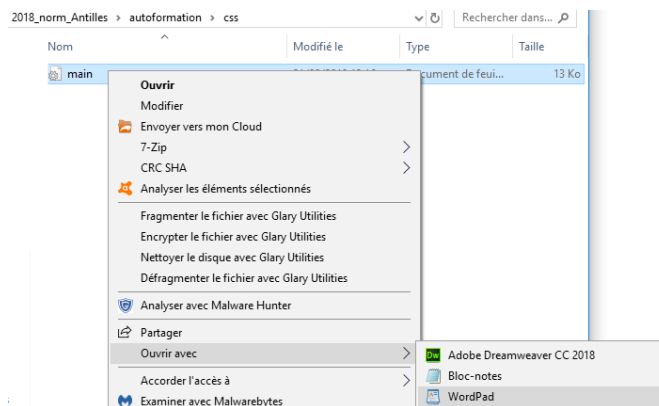 2018_norm_Antilles > autoformation > css
Rechercher dans...
Nom
Modifié le
Type
Taille
main
13 Ko
Ouvrir
Modifier
Envoyer vers mon Cloud
7-Zip
CRC SHA
Analyser les éléments sélectionnés
Fragmenter le fichier avec Glary Utilities
Encrypter le fichier avec Glary Utilities
Nettoyer le disque avec Glary Utilities
Défragmenter le fichier avec Glary Utilities
Analyser avec Malware Hunter
Partager
Ouvrir avec
Dw Adobe Dreamweaver CC 2018
Accorder l'accès à
Bloc-notes
Examiner avec Malwarebytes
WordPad